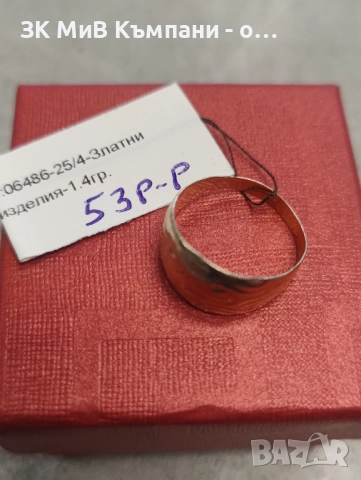 ЗК МиВ Къмпани - о...
06486-25/4-Златни
изделия-1.4гр.
53р-р
BAZAR